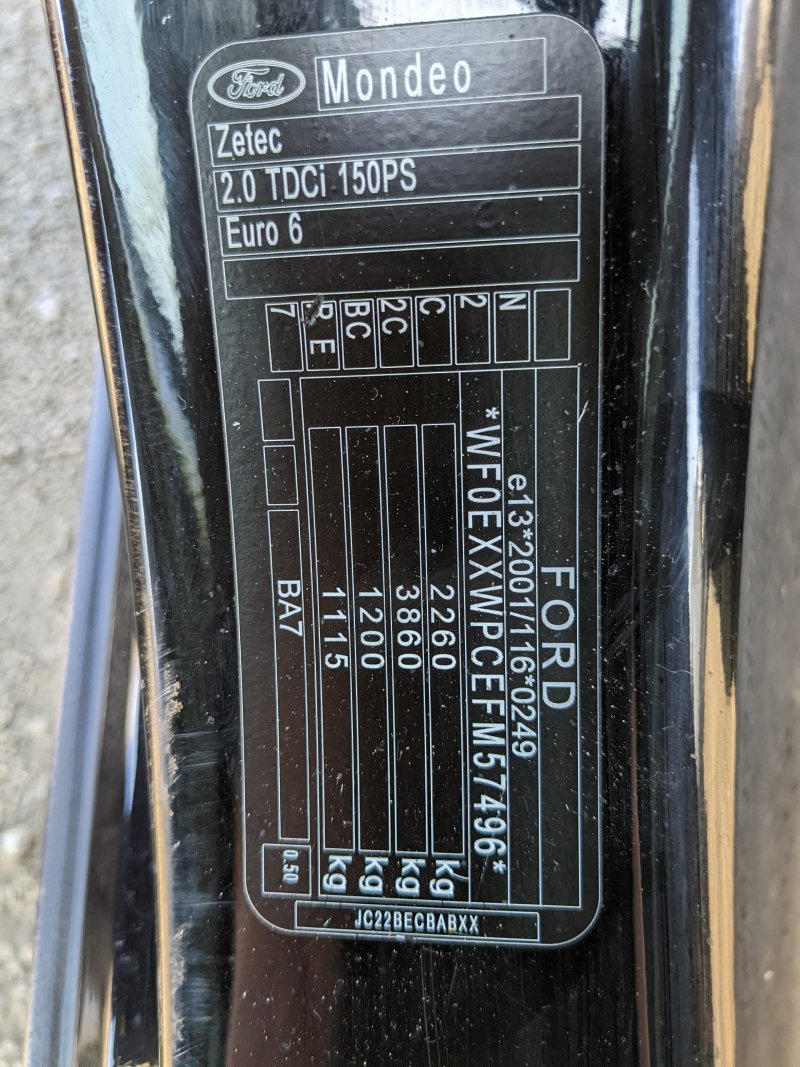 Ford
Mondeo
Zetec
2.0 TDCi 150PS
Euro 6
N
2
C
2C
BC
E
7
FORD
e13*2001/116*0249
*WF0EXXWPCEFM57496*
2260 kg
3860 kg
1200 kg
1115 kg
BA7 0.50
JC22BECBABXX